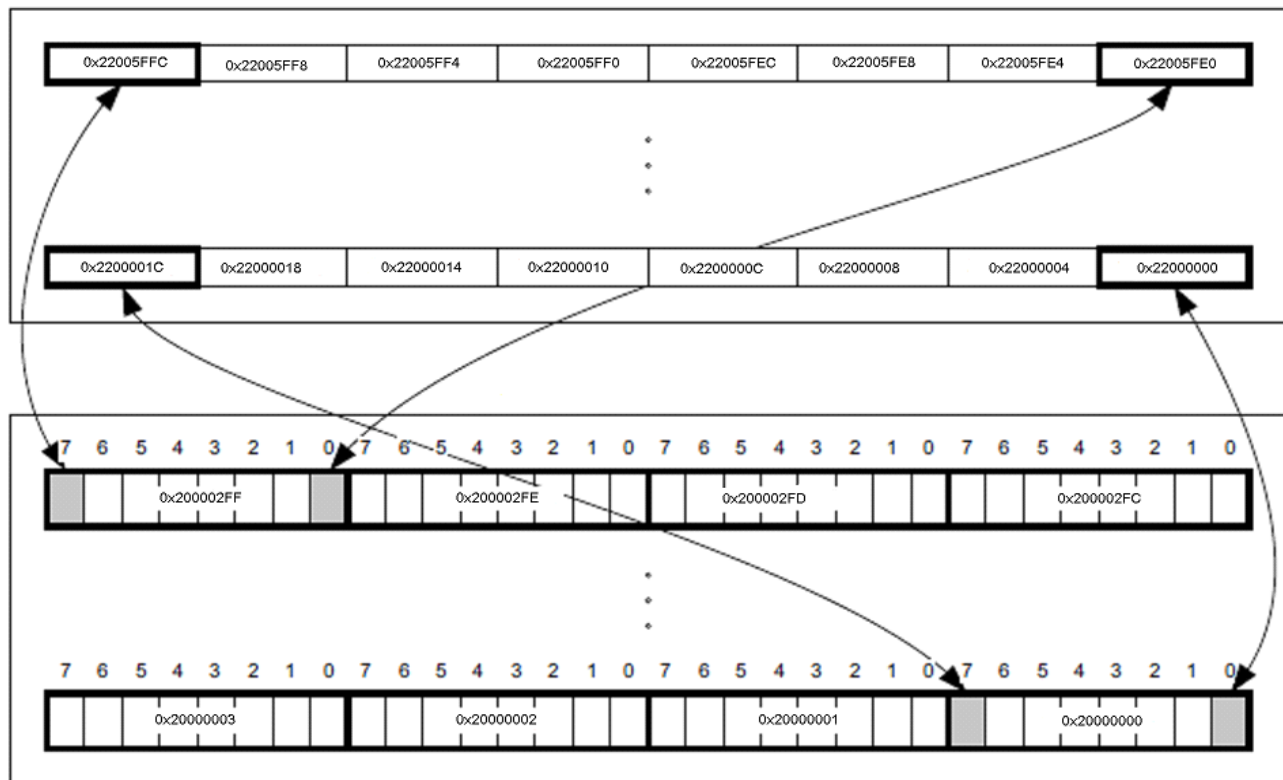 0x22005FFC 0x22005FF8 0x22005FF4 0x22005FF0 0x22005FEC 0x22005FE8 0x22005FE4 0x22005FE0
0x2200001C 0x22000018 0x22000014 0x22000010 0x2200000C 0x22000008 0x22000004 0x22000000
7 6 5 4 3 2 1 0 7 6 5 4 3 2 1 0 7 6 5 4 3 2 1 0 7 6 5 4 3 2 1 0
0x200002FF 0x200002FE 0x200002FD 0x200002FC
7 6 5 4 3 2 1 0 7 6 5 4 3 2 1 0 7 6 5 4 3 2 1 0 7 6 5 4 3 2 1 0
0x20000003 0x20000002 0x20000001 0x20000000